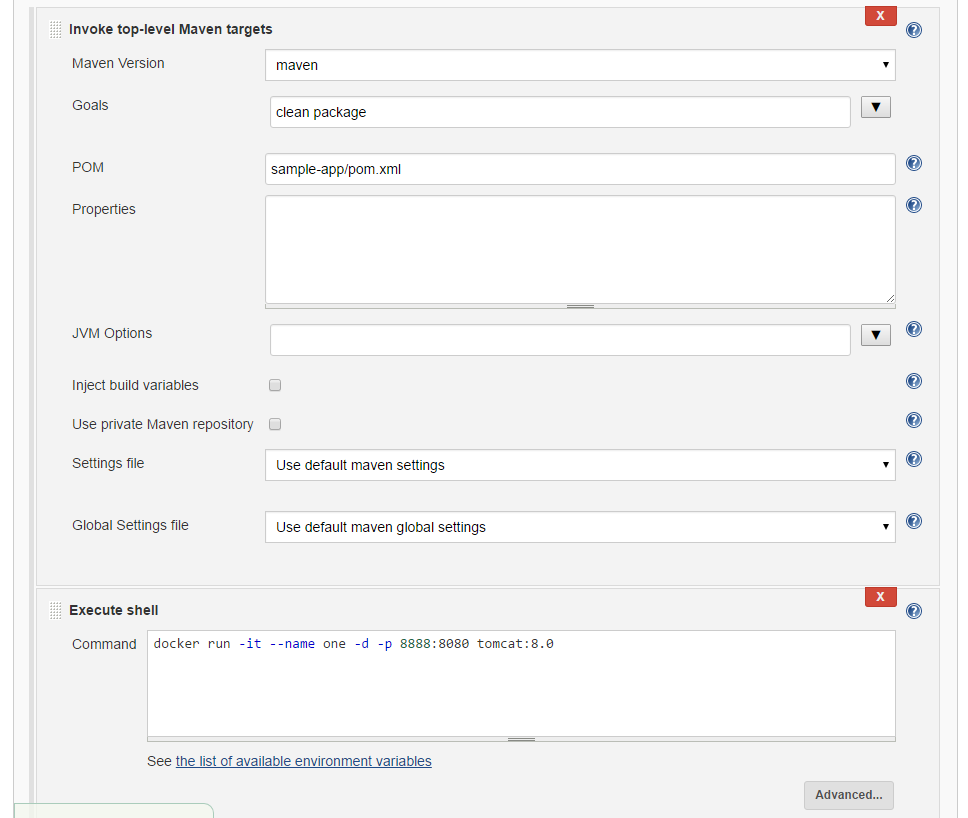 Invoke top-level Maven targets
X
Maven Version
maven
Goals
clean package
POM
sample-app/pom.xml
Properties
JVM Options
Inject build variables
Use private Maven repository
Settings file
Use default maven settings
Global Settings file
Use default maven global settings
Execute shell
X
Command
docker run -it --name one -d -p 8888:8080 tomcat:8.0
See the list of available environment variables
Advanced...